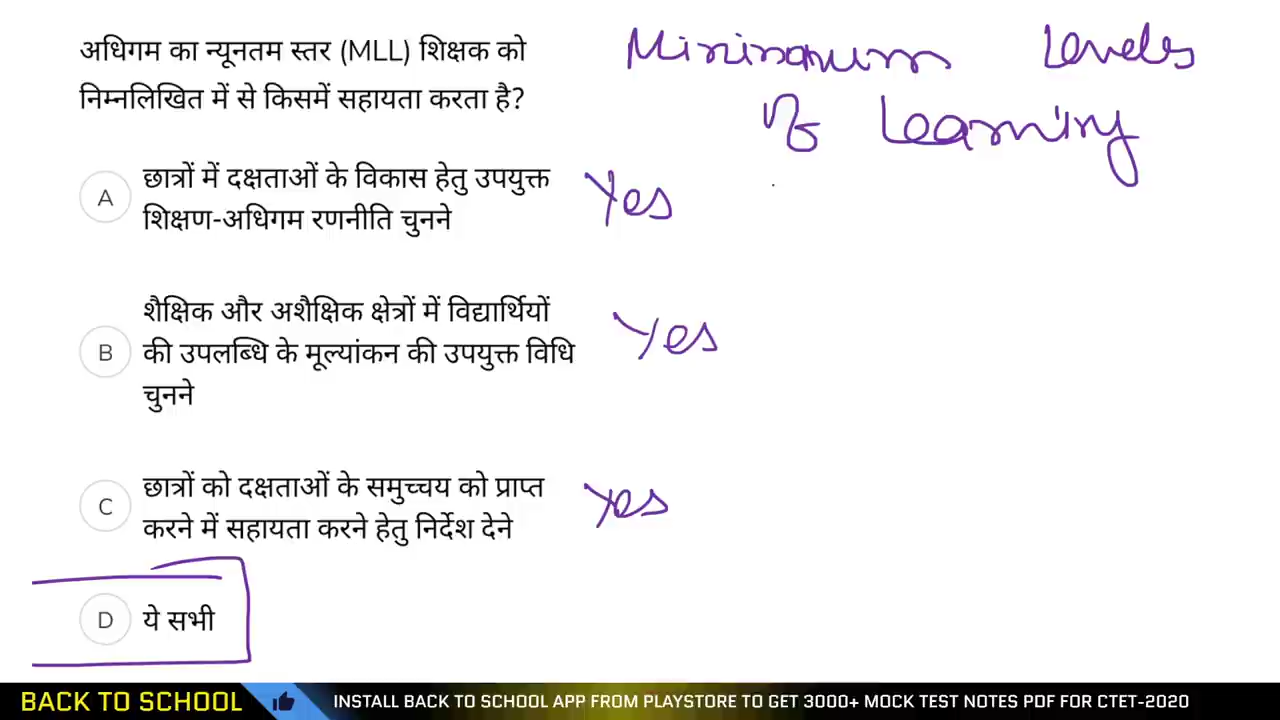 अधिगम का न्यूनतम स्तर (MLL) शिक्षक को
निम्नलिखित में से किसमें सहायता करता है?
Minimum Levels
of Learning
A छात्रों में दक्षताओं के विकास हेतु उपयुक्त
शिक्षण-अधिगम रणनीति चुनने
Yes
B शैक्षिक और अशैक्षिक क्षेत्रों में विद्यार्थियों
की उपलब्धि के मूल्यांकन की उपयुक्त विधि
चुनने
Yes
C छात्रों को दक्षताओं के समुच्चय को प्राप्त
करने में सहायता करने हेतु निर्देश देने
Yes
D ये सभी
BACK TO SCHOOL
INSTALL BACK TO SCHOOL APP FROM PLAYSTORE TO GET 3000+ MOCK TEST NOTES PDF FOR CTET-2020